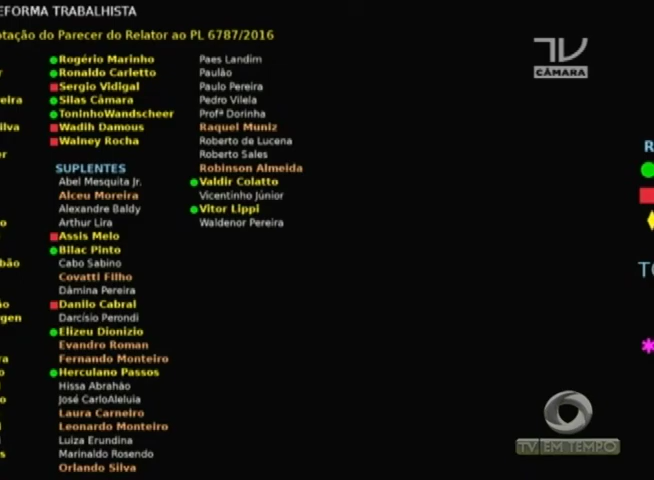 EFORMA TRABALHISTA
otação do Parecer do Relator ao PL 6787/2016
Rogério Marinho
Ronaldo Carletto
Sergio Vidigal
Silas Câmara
ToninhoWandscheer
Wadih Damous
Walney Rocha
SUPLENTES
Abel Mesquita Jr.
Alceu Moreira
Alexandre Baldy
Arthur Lira
Assis Melo
Bilac Pinto
Cabo Sabino
Covatti Filho
Dâmina Pereira
Danilo Cabral
Darcísio Perondi
Elizeu Dionizio
Evandro Roman
Fernando Monteiro
Herculano Passos
Hissa Abrahão
José CarloAleluia
Laura Carneiro
Leonardo Monteiro
Luiza Erundina
Marinaldo Rosendo
Orlando Silva
Paes Landim
Paulão
Paulo Pereira
Pedro Vilela
Profª Dorinha
Raquel Muniz
Roberto de Lucena
Roberto Sales
Robinson Almeida
Valdir Colatto
Vicentinho Júnior
Vitor Lippi
Waldenor Pereira
TV
CÂMARA
TV EM TEMPO